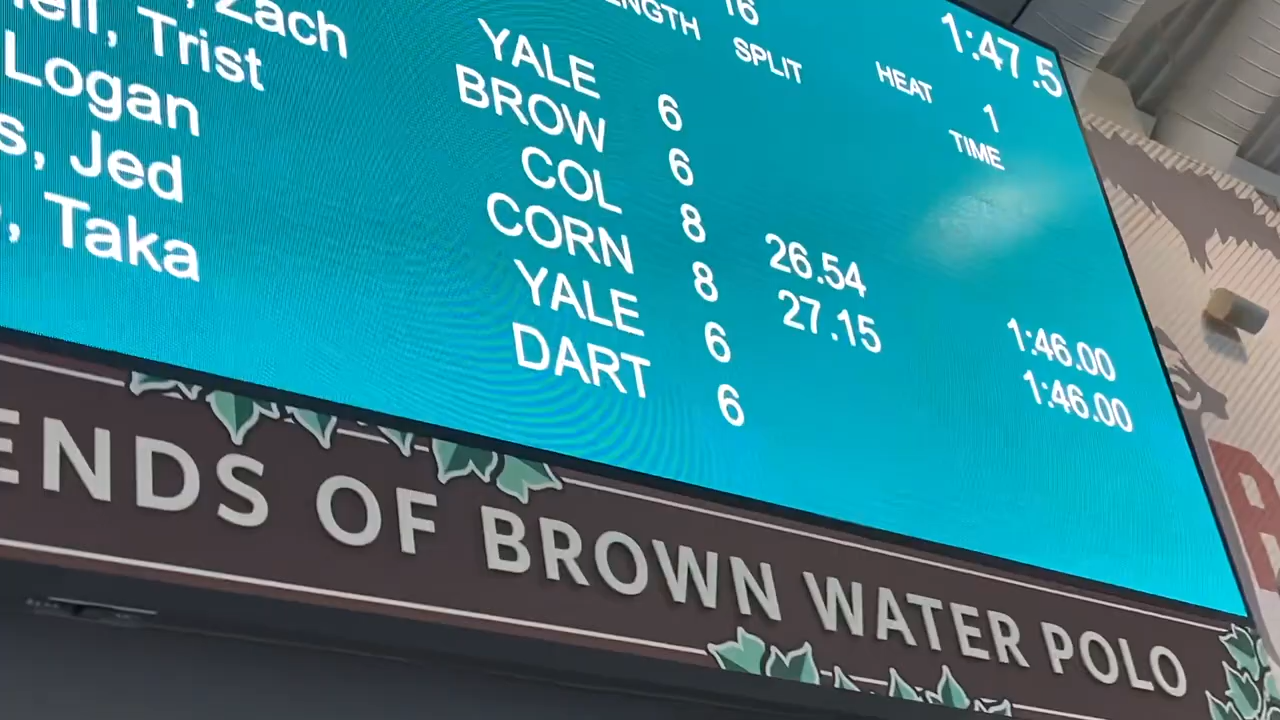 ENGTH 16 1:47.5
SPLIT HEAT 1
TIME
YALE 6
Zach BROW 6
ell, Trist COL 8 26.54 1:46.00
Logan CORN 8 27.15 1:46.00
s, Jed YALE 6
, Taka DART 6
ENDS OF BROWN WATER POLO